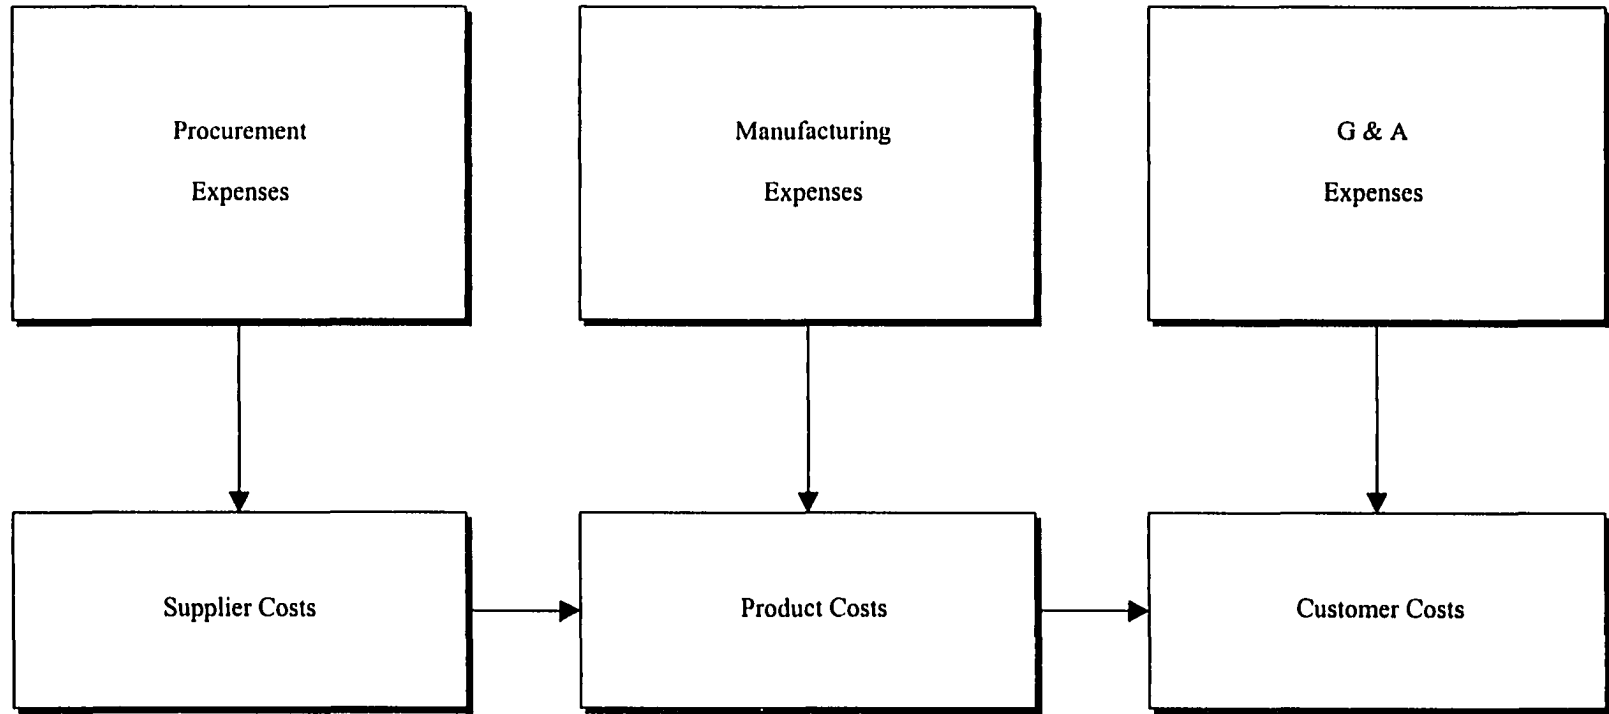 Procurement
Expenses
Manufacturing
Expenses
G & A
Expenses
Supplier Costs
Product Costs
Customer Costs